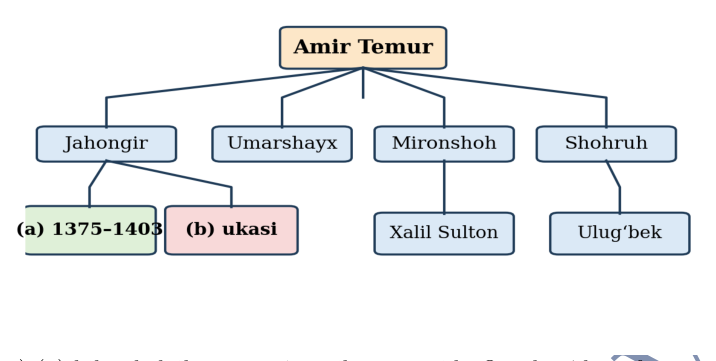 Amir Temur
Jahongir Umarshayx Mironshoh Shohruh
(a) 1375–1403 (b) ukasi Xalil Sulton Ulug‘bek